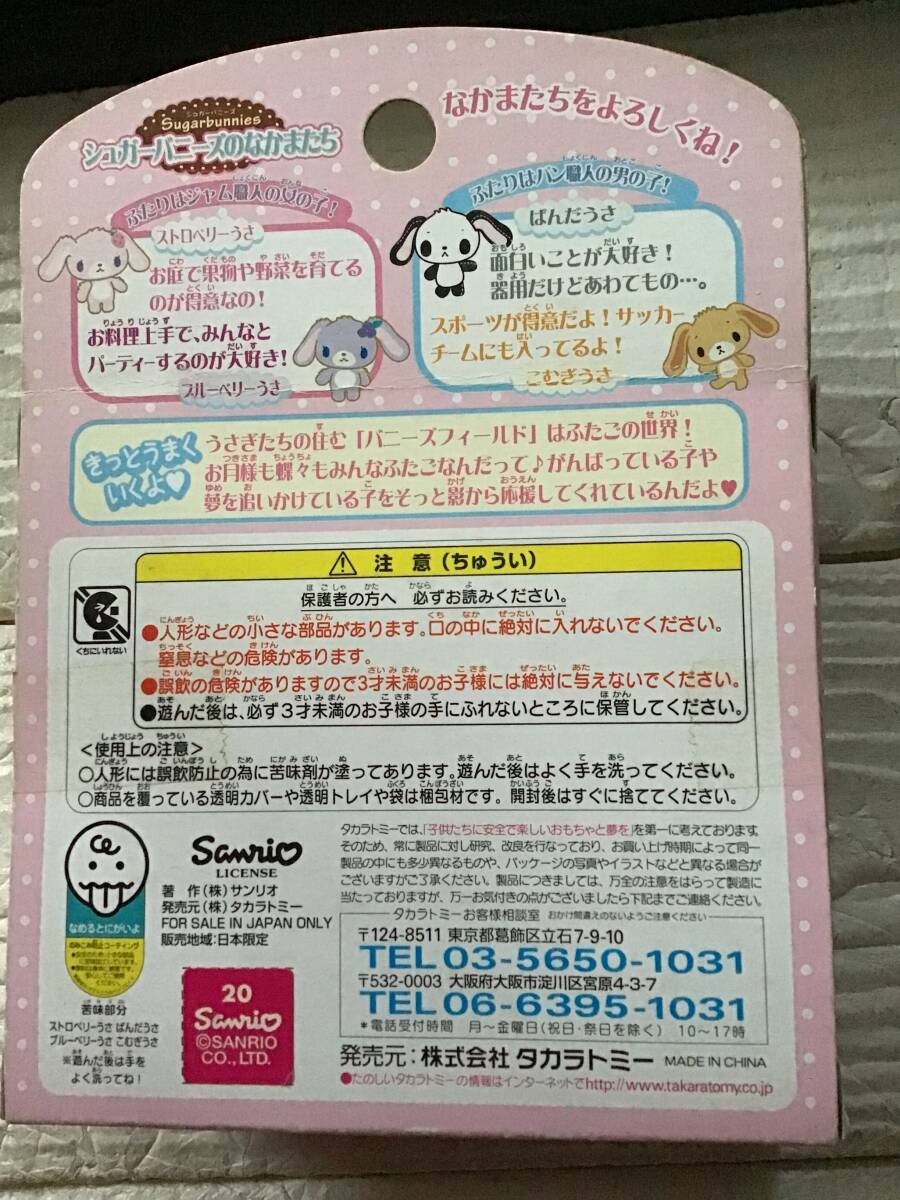 シュガーバニーズ
Sugarbunnies
シュガーバニーズのなかまたち
なかまたちをよろしくね！
ふたりはジャム職人の女の子！
ストロベリーうさ
お庭で果物や野菜を育てる
のが得意なの！
お料理上手で、みんなと
パーティーするのが大好き！
ブルーベリーうさ
ふたりはパン職人の男の子！
ぱんだうさ
面白いことが大好き！
器用だけどあわてもの…。
スポーツが得意だよ！サッカー
チームにも入ってるよ！
こむぎうさ
きっとうまく
いくよ♥
うさぎたちの住む「バニーズフィールド」はふたごの世界！
お月様も蝶々もみんなふたごなんだって♪がんばっている子や
夢を追いかけている子をそっと影から応援してくれているんだよ♥
⚠ 注 意（ちゅうい）
保護者の方へ 必ずお読みください。
くちにいれない
●人形などの小さな部品があります。口の中に絶対に入れないでください。
窒息などの危険があります。
●誤飲の危険がありますので3才未満のお子様には絶対に与えないでください。
●遊んだ後は、必ず3才未満のお子様の手にふれないところに保管してください。
＜使用上の注意＞
○人形には誤飲防止の為に苦味剤が塗ってあります。遊んだ後はよく手を洗ってください。
○商品を覆っている透明カバーや透明トレイや袋は梱包材です。開封後はすぐに捨ててください。
なめるとにがいよ
のみこみ防止コーティング
苦味部分
ストロベリーうさ ぱんだうさ
ブルーベリーうさ こむぎうさ
※遊んだ後は手を
よく洗ってね！
Sanrio
LICENSE
著 作（株）サンリオ
発売元（株）タカラトミー
FOR SALE IN JAPAN ONLY
販売地域：日本限定
20
Sanrio
©SANRIO
CO., LTD.
タカラトミーでは、「子供たちに安全で楽しいおもちゃと夢を」を第一に考えております。
そのため、常に製品に対し研究、改良を行なっており、お買い上げ時期によって同一
製品の中にも多少異なるものや、パッケージの写真やイラストなどと異なる場合が
ございますがご了承ください。製品につきましては、万全の注意をはらって製造に
当たっておりますが、万一お気付きの点がございましたら下記までご連絡ください。
タカラトミーお客様相談室 おかけ間違えのないようご注意ください
〒124-8511 東京都葛飾区立石7-9-10
TEL 03-5650-1031
〒532-0003 大阪府大阪市淀川区宮原4-3-7
TEL 06-6395-1031
＊電話受付時間 月〜金曜日（祝日・祭日を除く） 10〜17時
発売元：株式会社 タカラトミー MADE IN CHINA
●たのしいタカラトミーの情報はインターネットでhttp://www.takaratomy.co.jp